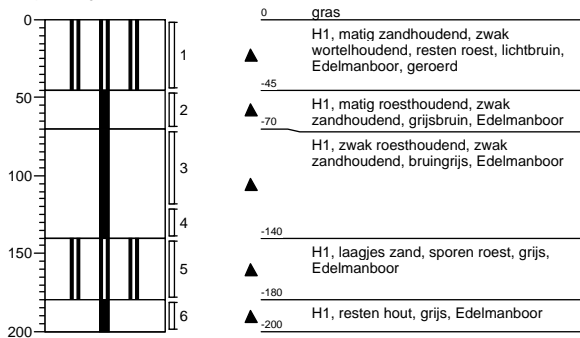 0
50
100
150
200
1
2
3
4
5
6
0
gras
H1, matig zandhoudend, zwak
wortelhoudend, resten roest, lichtbruin,
Edelmanboor, geroerd
-45
H1, matig roesthoudend, zwak
zandhoudend, grijsbruin, Edelmanboor
-70
H1, zwak roesthoudend, zwak
zandhoudend, bruingrijs, Edelmanboor
-140
H1, laagjes zand, sporen roest, grijs,
Edelmanboor
-180
H1, resten hout, grijs, Edelmanboor
-200